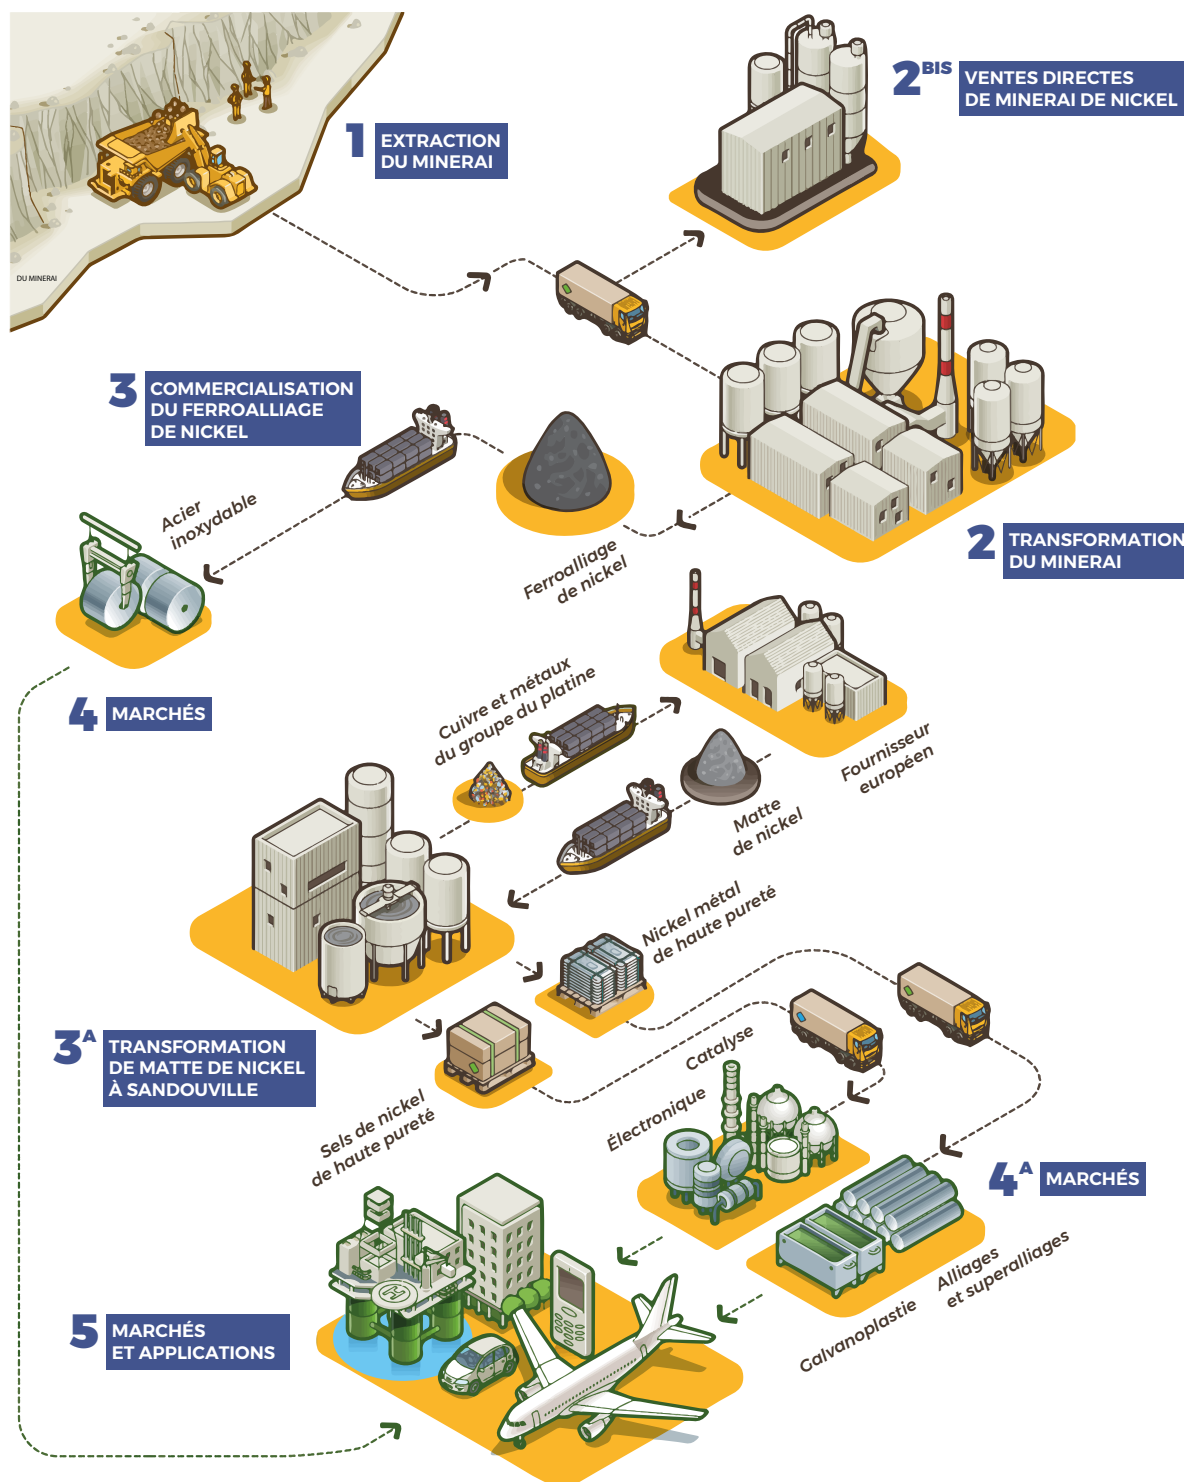 1 EXTRACTION
DU MINERAI
2 BIS VENTES DIRECTES
DE MINERAI DE NICKEL
DU MINERAI
3 COMMERCIALISATION
DU FERROALLIAGE
DE NICKEL
Acier
inoxydable
Ferroalliage
de nickel
2 TRANSFORMATION
DU MINERAI
4 MARCHÉS
Cuivre et métaux
du groupe du platine
Fournisseur
européen
Matte
de nickel
Nickel métal
de haute pureté
3A TRANSFORMATION
DE MATTE DE NICKEL
À SANDOUVILLE
Sels de nickel
de haute pureté
Catalyse
Électronique
4A MARCHÉS
Alliages
et superalliages
Galvanoplastie
5 MARCHÉS
ET APPLICATIONS
H